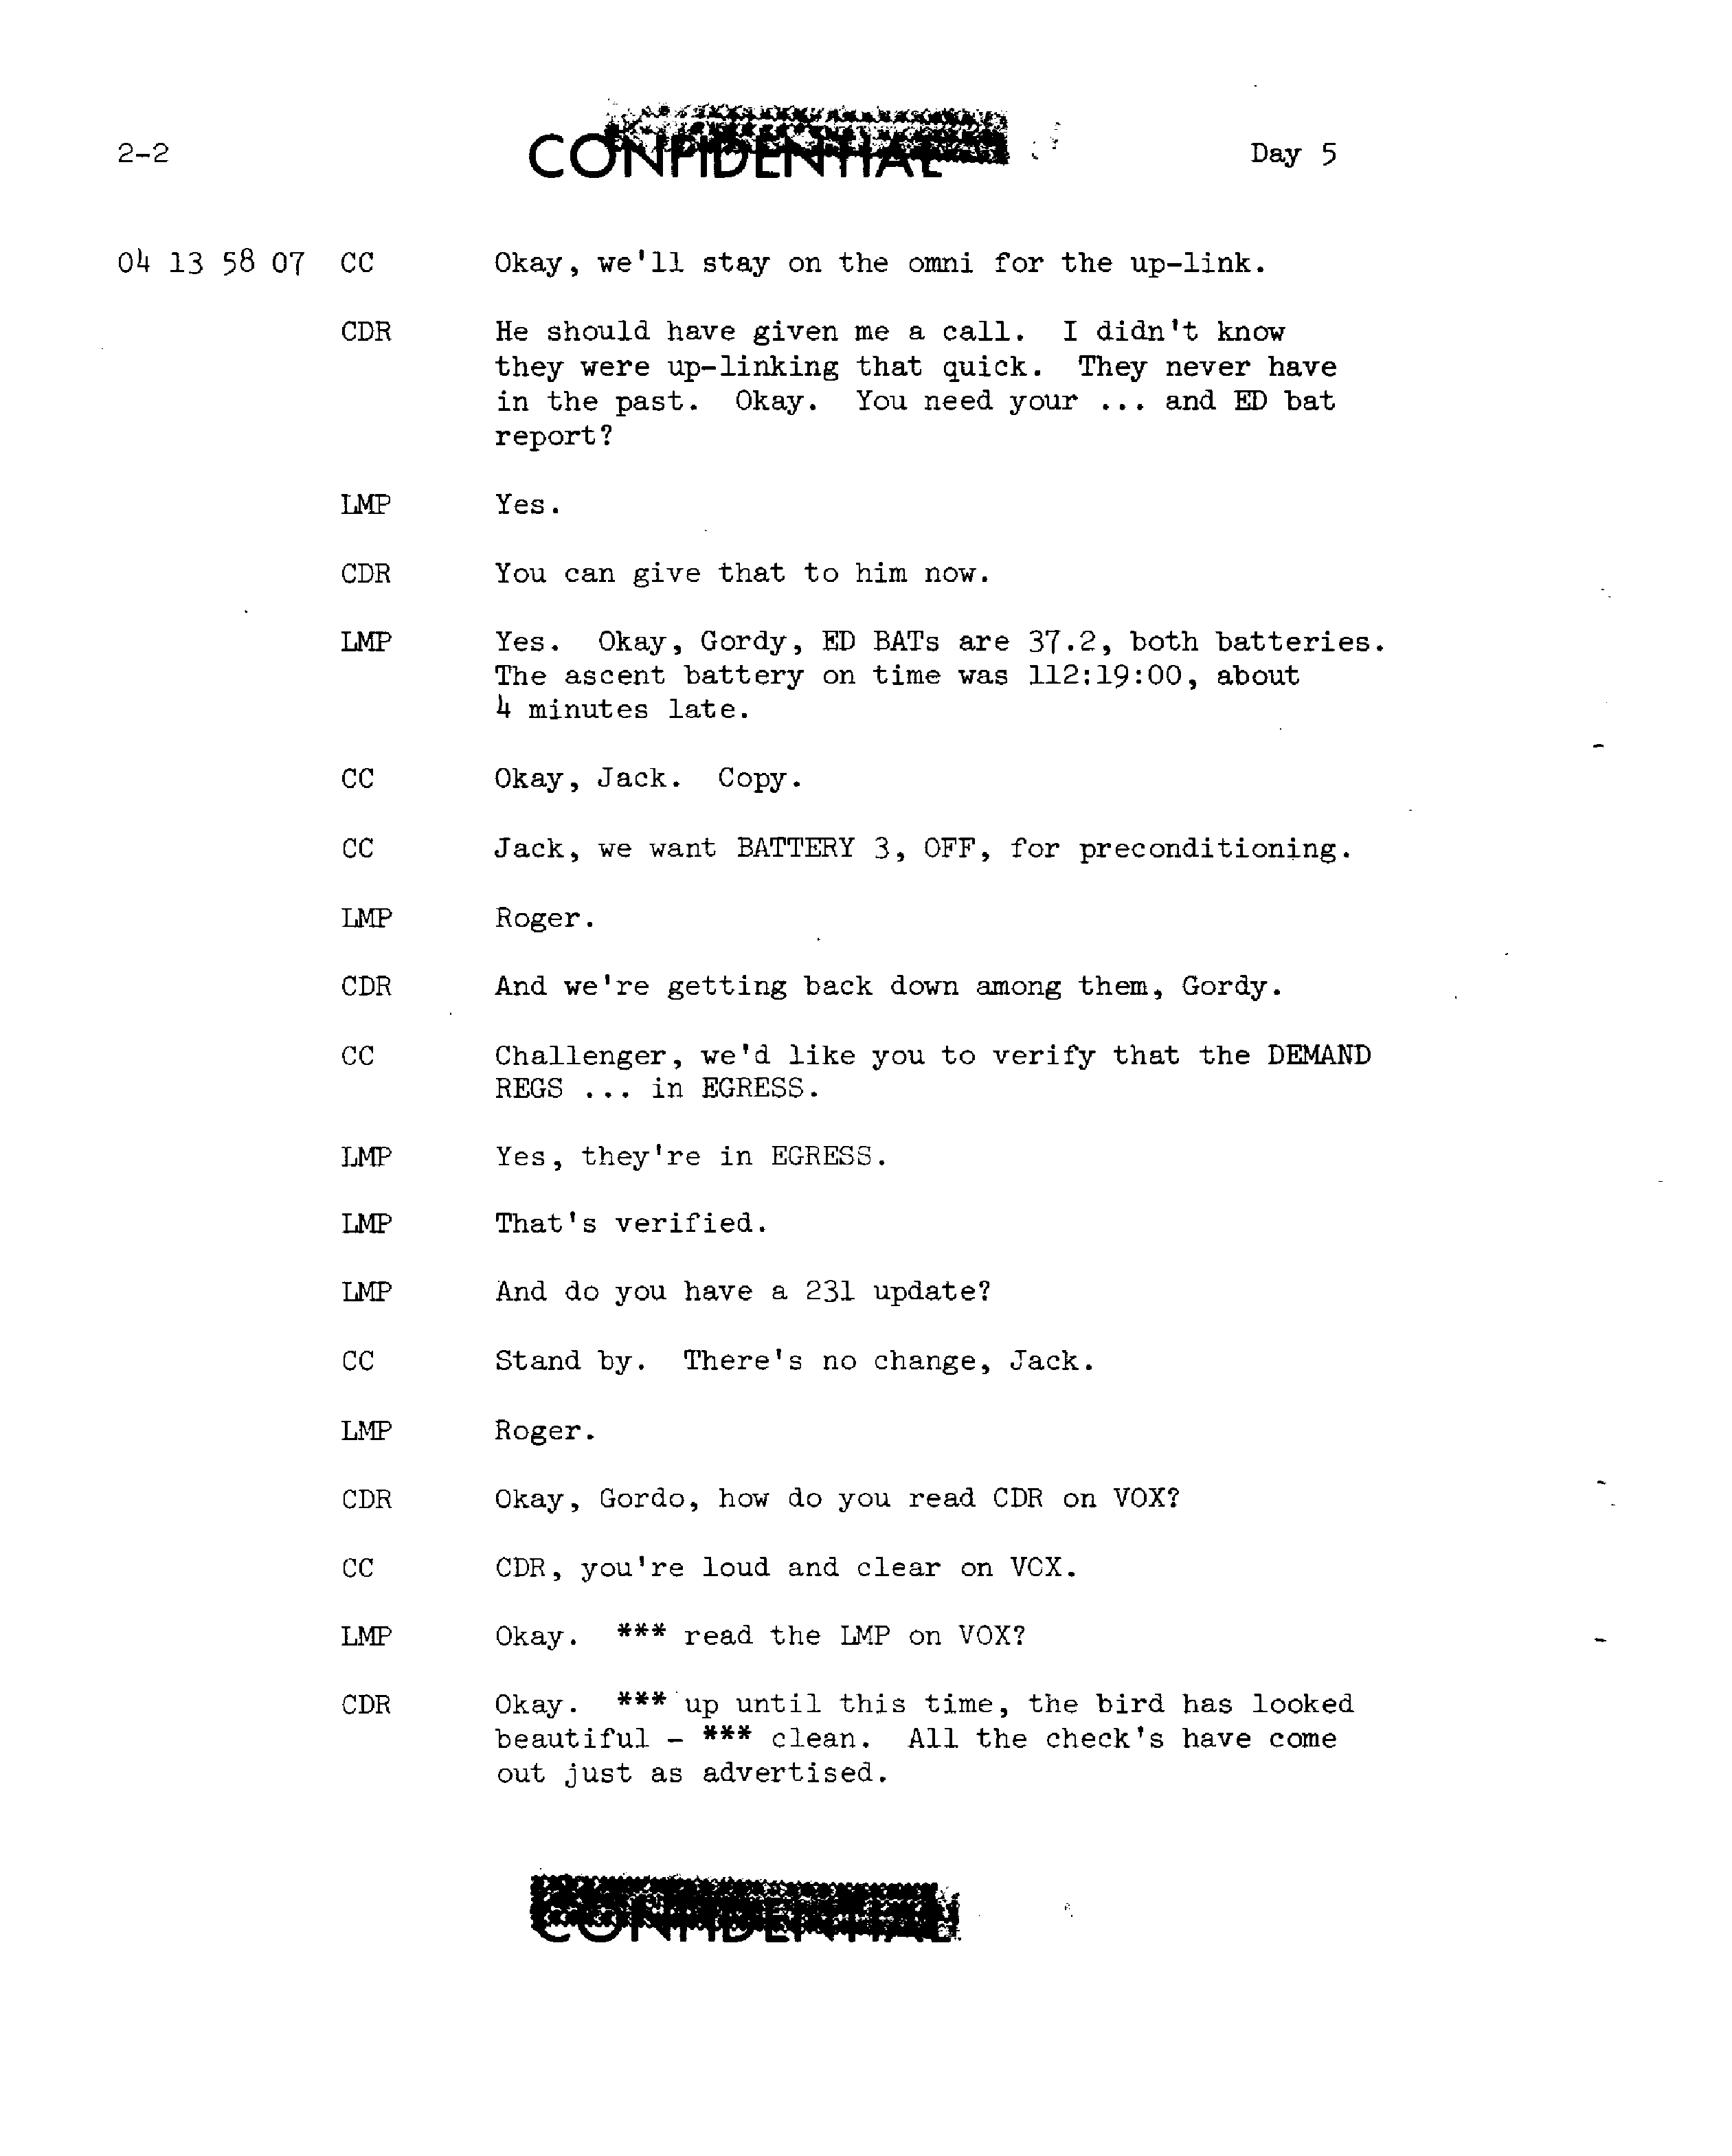 2-2
CONFIDENTIAL
Day 5
04 13 58 07 CC Okay, we'll stay on the omni for the up-link.
CDR He should have given me a call. I didn't know
they were up-linking that quick. They never have
in the past. Okay. You need your ... and ED bat
report?
LMP Yes.
CDR You can give that to him now.
LMP Yes. Okay, Gordy, ED BATs are 37.2, both batteries.
The ascent battery on time was 112:19:00, about
4 minutes late.
CC Okay, Jack. Copy.
CC Jack, we want BATTERY 3, OFF, for preconditioning.
LMP Roger.
CDR And we're getting back down among them, Gordy.
CC Challenger, we'd like you to verify that the DEMAND
REGS ... in EGRESS.
LMP Yes, they're in EGRESS.
LMP That's verified.
LMP And do you have a 231 update?
CC Stand by. There's no change, Jack.
LMP Roger.
CDR Okay, Gordo, how do you read CDR on VOX?
CC CDR, you're loud and clear on VOX.
LMP Okay. *** read the LMP on VOX?
CDR Okay. *** up until this time, the bird has looked
beautiful - *** clean. All the check's have come
out just as advertised.
CONFIDENTIAL